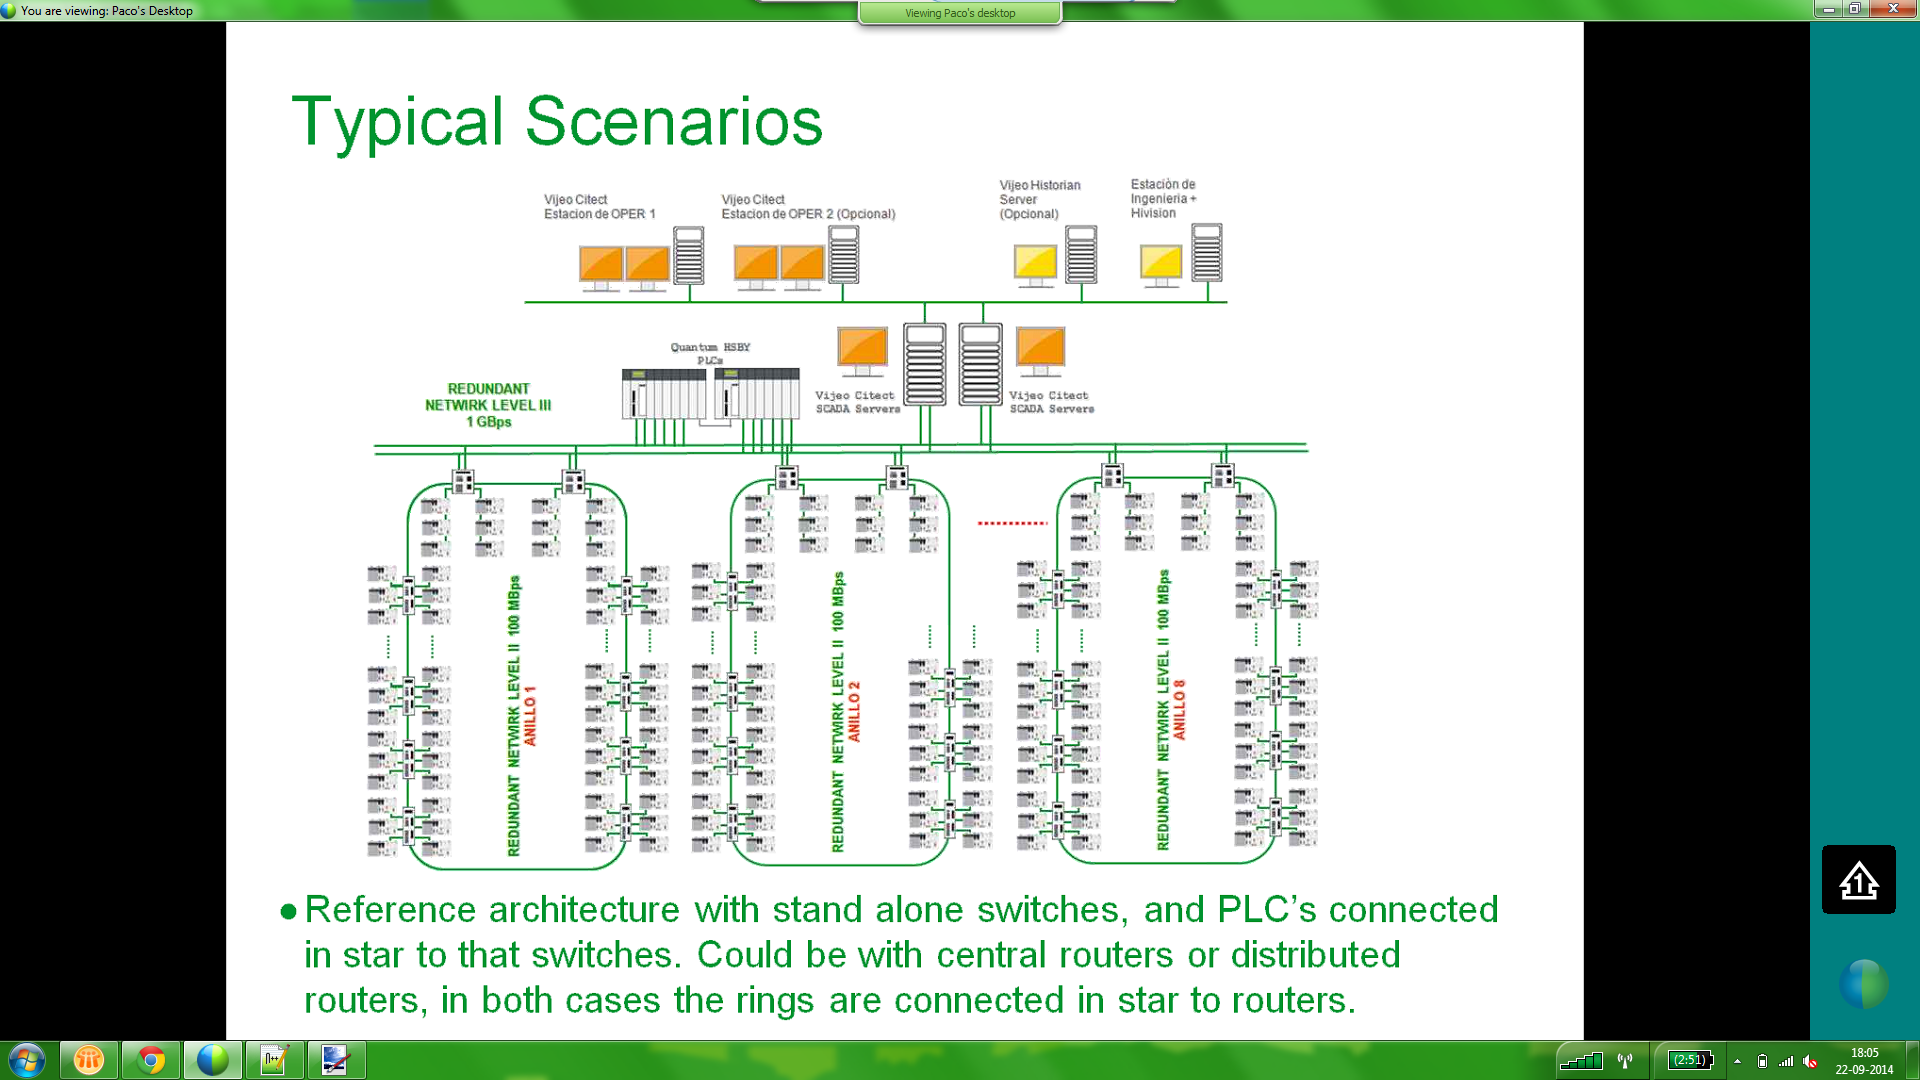 You are viewing: Paco's Desktop
Viewing Paco's desktop
Typical Scenarios
Vijeo Citect
Estacion de OPER 1
Vijeo Citect
Estacion de OPER 2 (Opcional)
Vijeo Historian
Server
(Opcional)
Estaciòn de
Ingenieria +
Hivision
Quantum HSBY
PLCs
Vijeo Citect
SCADA Servers
Vijeo Citect
SCADA Servers
REDUNDANT
NETWIRK LEVEL III
1 GBps
REDUNDANT NETWIRK LEVEL II 100 MBps
ANILLO 1
REDUNDANT NETWIRK LEVEL II 100 MBps
ANILLO 2
REDUNDANT NETWIRK LEVEL II 100 MBps
ANILLO 8
●Reference architecture with stand alone switches, and PLC's connected
in star to that switches. Could be with central routers or distributed
routers, in both cases the rings are connected in star to routers.
1
(2:51)
18:05
22-09-2014